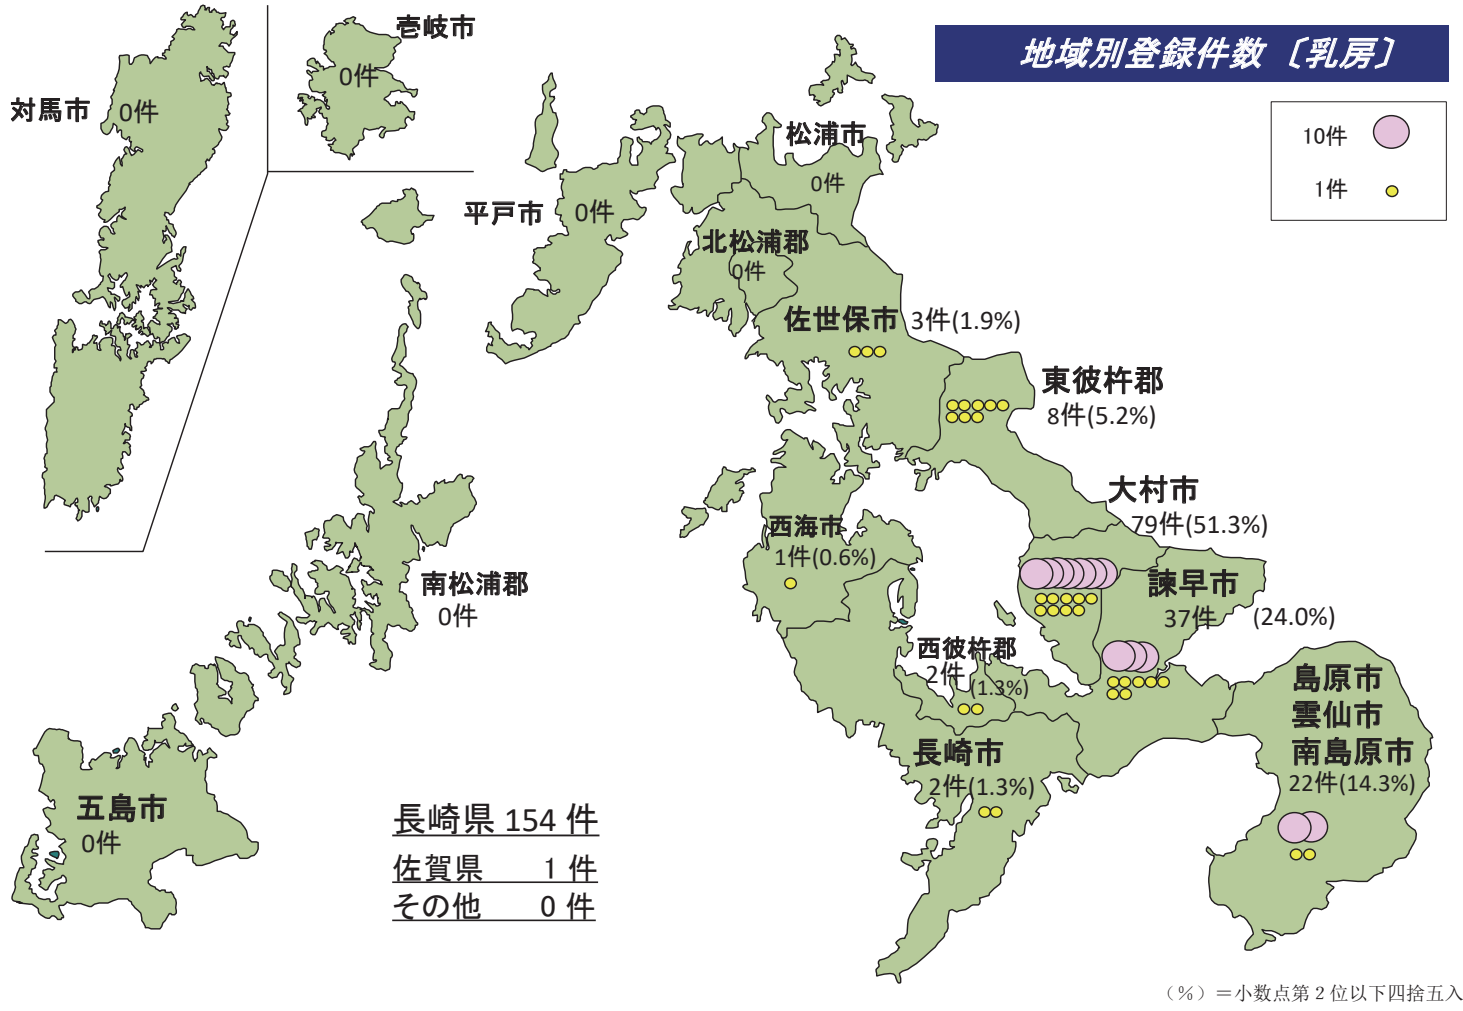 地域別登録件数〔乳房〕
10件
1件
壱岐市
0件
対馬市
0件
松浦市
0件
平戸市
0件
北松浦郡
0件
佐世保市
3件(1.9%)
東彼杵郡
8件(5.2%)
大村市
79件(51.3%)
西海市
1件(0.6%)
諫早市
37件
(24.0%)
南松浦郡
0件
西彼杵郡
2件
(1.3%)
島原市
雲仙市
南島原市
22件(14.3%)
長崎市
2件(1.3%)
五島市
0件
長崎県 154 件
佐賀県 1 件
その他 0 件
（%）＝小数点第2位以下四捨五入